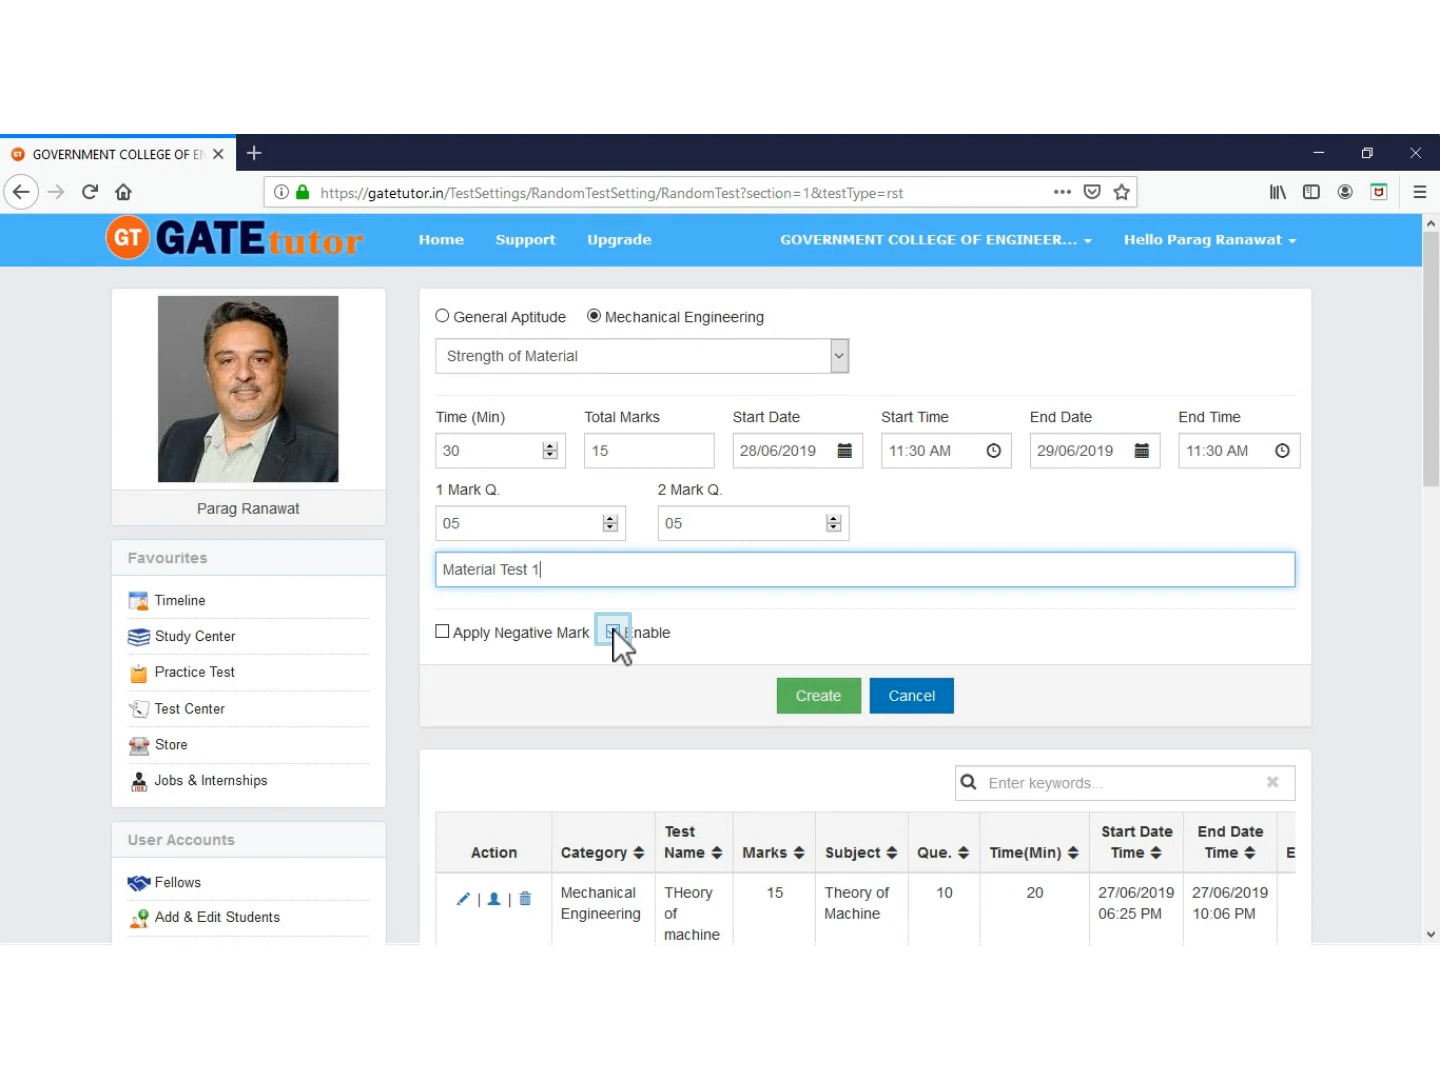 GT GOVERNMENT COLLEGE OF EN
https://gatetutor.in/TestSettings/RandomTestSetting/RandomTest?section=1&testType=rst
GT GATEtutor Home Support Upgrade GOVERNMENT COLLEGE OF ENGINEER... Hello Parag Ranawat
General Aptitude Mechanical Engineering
Strength of Material
Time (Min) Total Marks Start Date Start Time End Date End Time
30 15 28/06/2019 11:30 AM 29/06/2019 11:30 AM
1 Mark Q. 2 Mark Q.
05 05
Material Test 1
Apply Negative Mark Enable
Create Cancel
Parag Ranawat
Favourites
Timeline
Study Center
Practice Test
Test Center
Store
Jobs & Internships
User Accounts
Fellows
Add & Edit Students
Enter keywords...
Action Category Test Name Marks Subject Que. Time(Min) Start Date Time End Date Time E
Mechanical Engineering THeory of machine 15 Theory of Machine 10 20 27/06/2019 06:25 PM 27/06/2019 10:06 PM